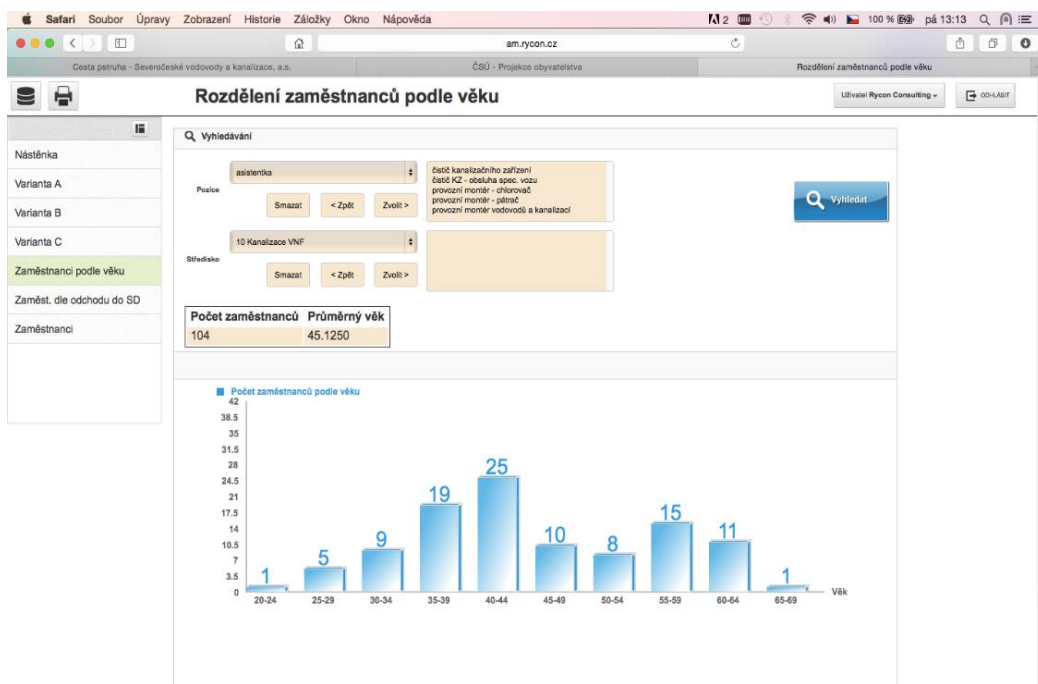 Safari Soubor Úpravy Zobrazení Historie Záložky Okno Nápověda 2 100 % pá 13:13
am.rycon.cz
Cesta pstruha - Severočeské vodovody a kanalizace, a.s. ČSÚ - Projekce obyvatelstva Rozdělení zaměstnanců podle věku
Rozdělení zaměstnanců podle věku
Uživatel Rycon Consulting
ODHLÁSIT
Nástěnka
Varianta A
Varianta B
Varianta C
Zaměstnanci podle věku
Zaměst. dle odchodu do SD
Zaměstnanci
Vyhledávání
Pozice
asistentka
Smazat < Zpět Zvolit >
čistič kanalizačního zařízení
čistič KZ - obsluha spec. vozu
provozní montér - chlorovač
provozní montér - pátrač
provozní montér vodovodů a kanalizací
Vyhledat
Středisko
10 Kanalizace VNF
Smazat < Zpět Zvolit >
Počet zaměstnanců Průměrný věk
104 45.1250
Počet zaměstnanců podle věku
42
38.5
35
31.5
28
24.5
21
17.5
14
10.5
7
3.5
0
1 5 9 19 25 10 8 15 11 1
20-24 25-29 30-34 35-39 40-44 45-49 50-54 55-59 60-64 65-69 Věk